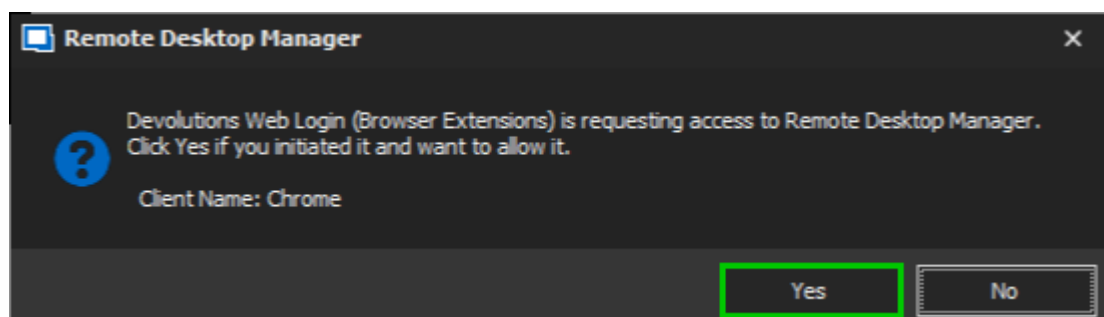 Remote Desktop Manager
Devolutions Web Login (Browser Extensions) is requesting access to Remote Desktop Manager.
Click Yes if you initiated it and want to allow it.
Client Name: Chrome
Yes No